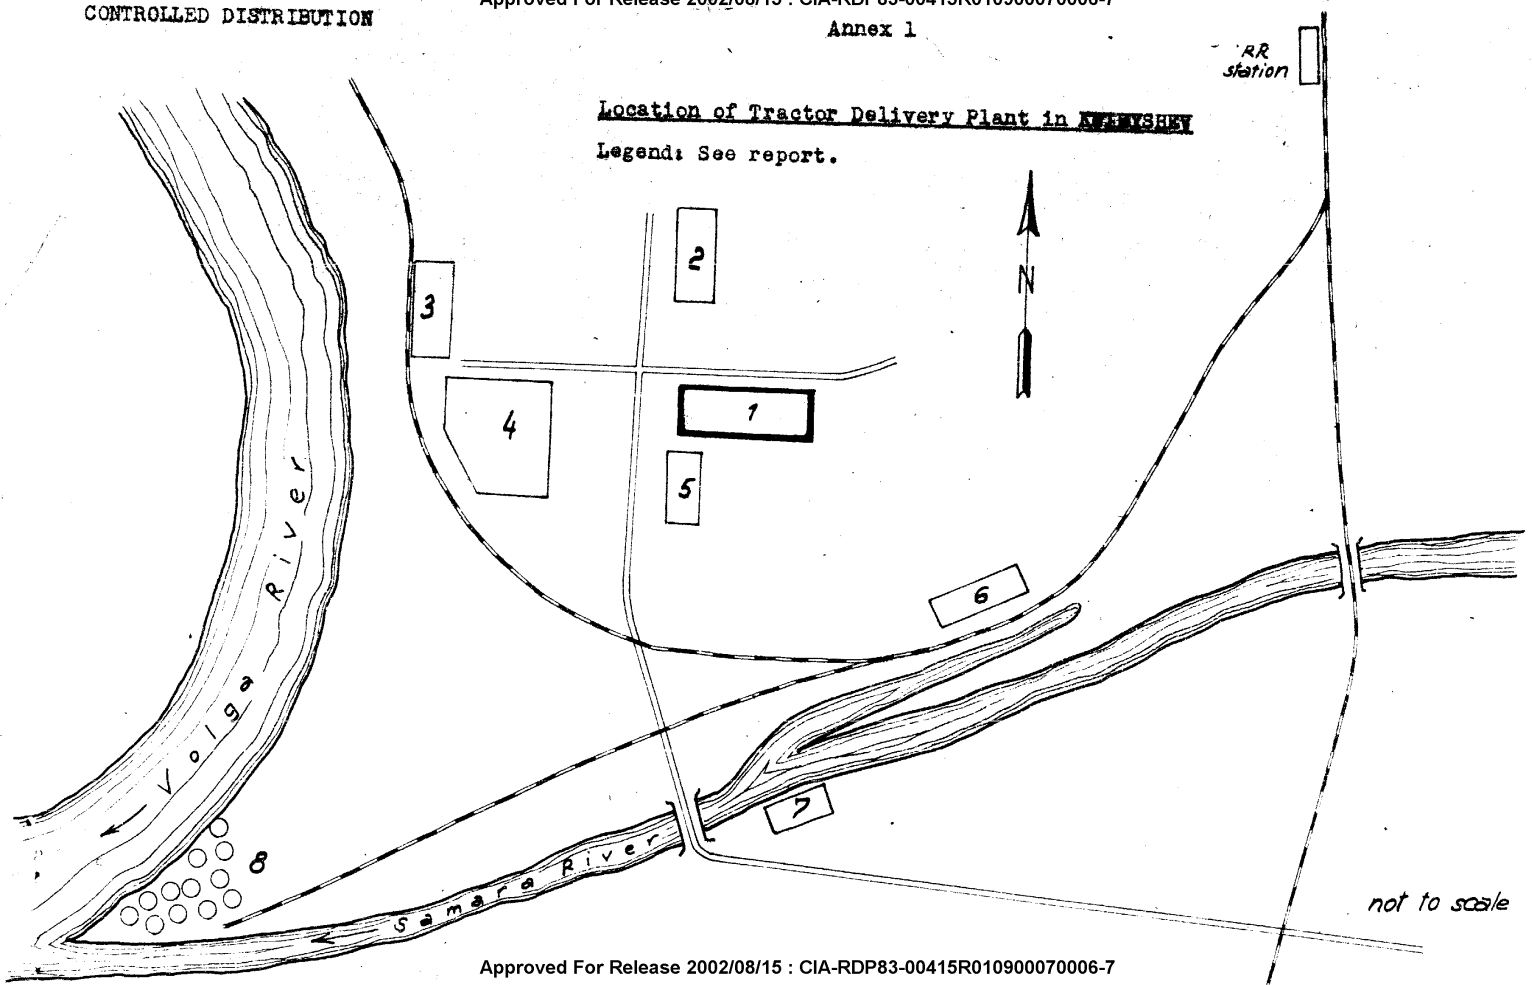 Approved For Release 2002/08/15 : CIA-RDP83-00415R010900070006-7
CONTROLLED DISTRIBUTION
Annex 1
RR
station
Location of Tractor Delivery Plant in KUIBYSHEV
Legend: See report.
2
N
3
1
4
5
River
6
Volga
7
8
Samara River
not to scale
Approved For Release 2002/08/15 : CIA-RDP83-00415R010900070006-7